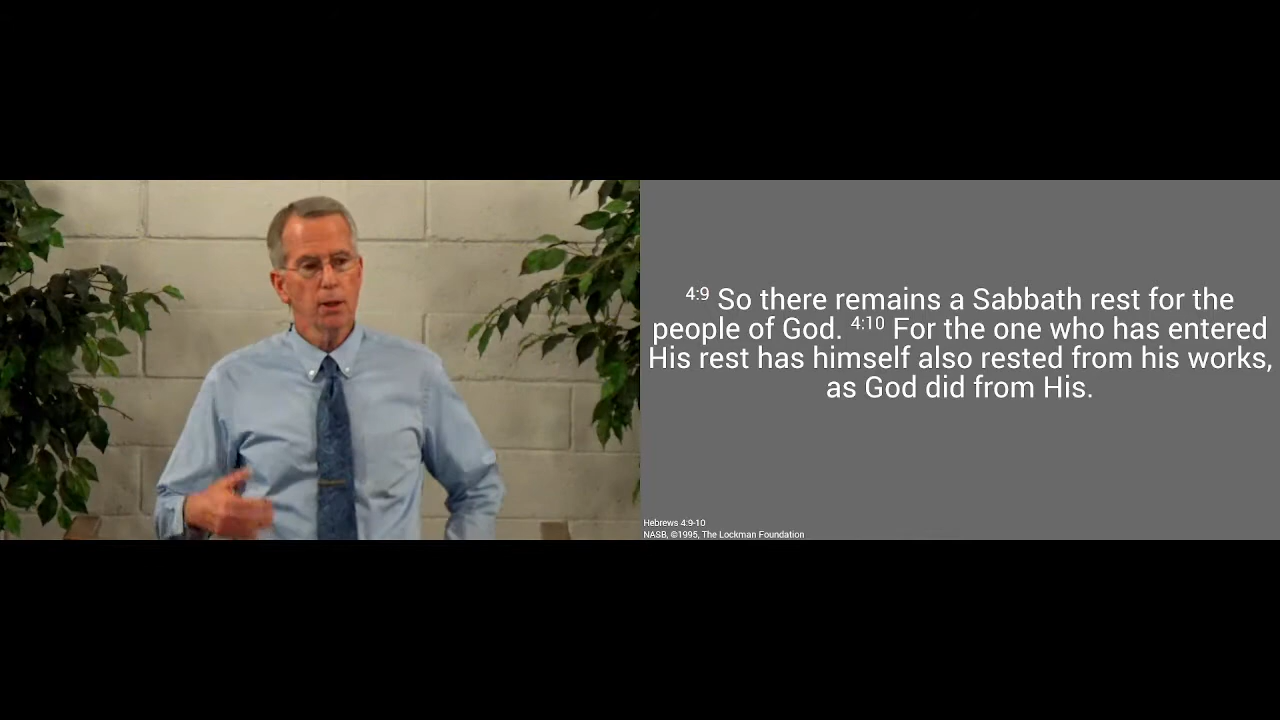 4:9 So there remains a Sabbath rest for the
people of God. 4:10 For the one who has entered
His rest has himself also rested from his works,
as God did from His.
Hebrews 4:9-10
NASB, ©1995, The Lockman Foundation